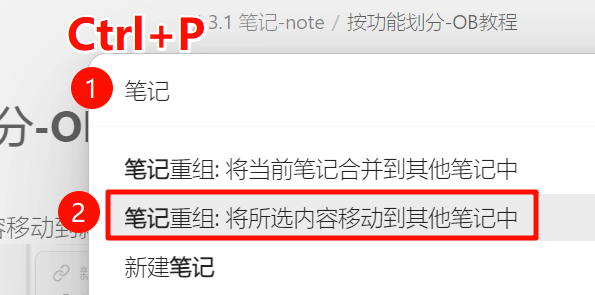 Ctrl+P
3.1 笔记-note / 按功能划分-OB教程
1
笔记
分-OB
笔记重组: 将当前笔记合并到其他笔记中
2
笔记重组: 将所选内容移动到其他笔记中
容移动到
新建笔记